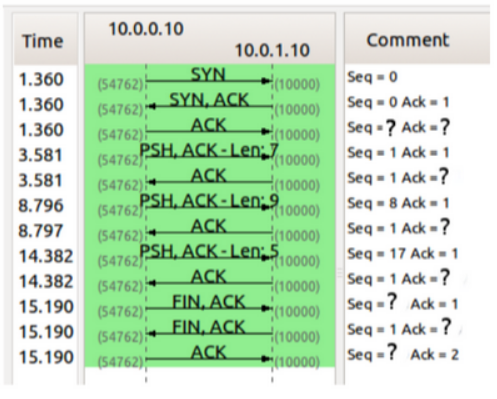 Time 10.0.0.10 10.0.1.10 Comment
1.360 (54762) SYN (10000) Seq = 0
1.360 (54762) SYN, ACK (10000) Seq = 0 Ack = 1
1.360 (54762) ACK (10000) Seq = ? Ack = ?
3.581 (54762) PSH, ACK - Len: 7 (10000) Seq = 1 Ack = 1
3.581 (54762) ACK (10000) Seq = 1 Ack = ?
8.796 (54762) PSH, ACK - Len: 9 (10000) Seq = 8 Ack = 1
8.797 (54762) ACK (10000) Seq = 1 Ack = ?
14.382 (54762) PSH, ACK - Len: 5 (10000) Seq = 17 Ack = 1
14.382 (54762) ACK (10000) Seq = 1 Ack = ?
15.190 (54762) FIN, ACK (10000) Seq = ? Ack = 1
15.190 (54762) FIN, ACK (10000) Seq = 1 Ack = ?
15.190 (54762) ACK (10000) Seq = ? Ack = 2